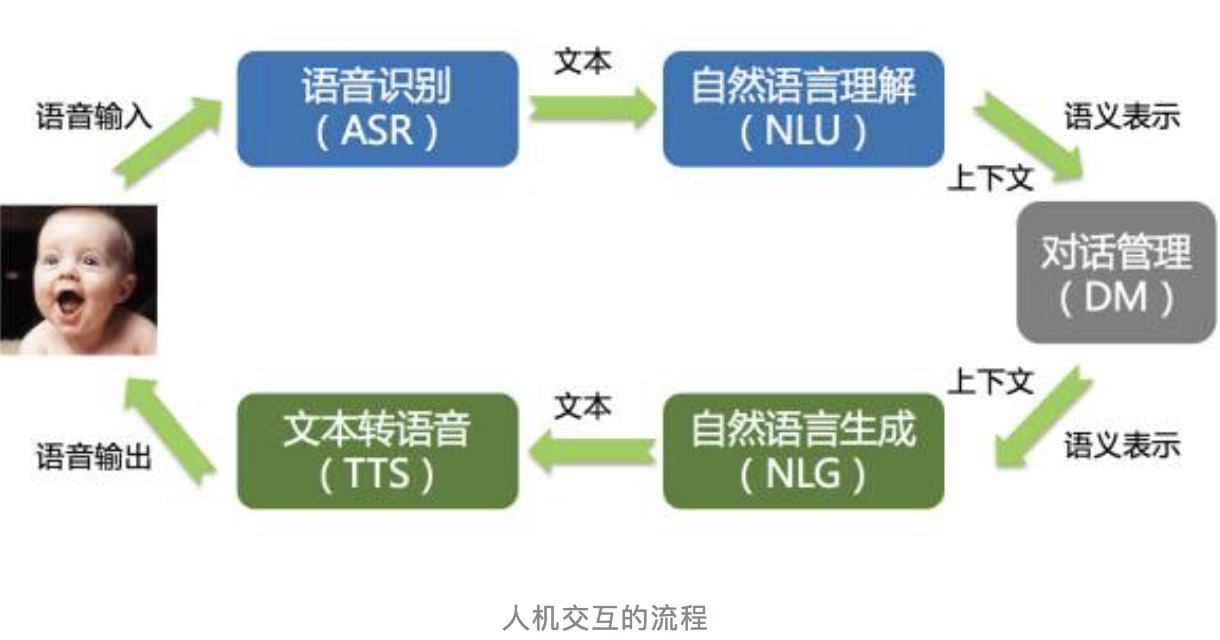 语音输入
语音识别
（ASR）
文本
自然语言理解
（NLU）
语义表示
上下文
对话管理
（DM）
上下文
语义表示
自然语言生成
（NLG）
文本
文本转语音
（TTS）
语音输出
人机交互的流程